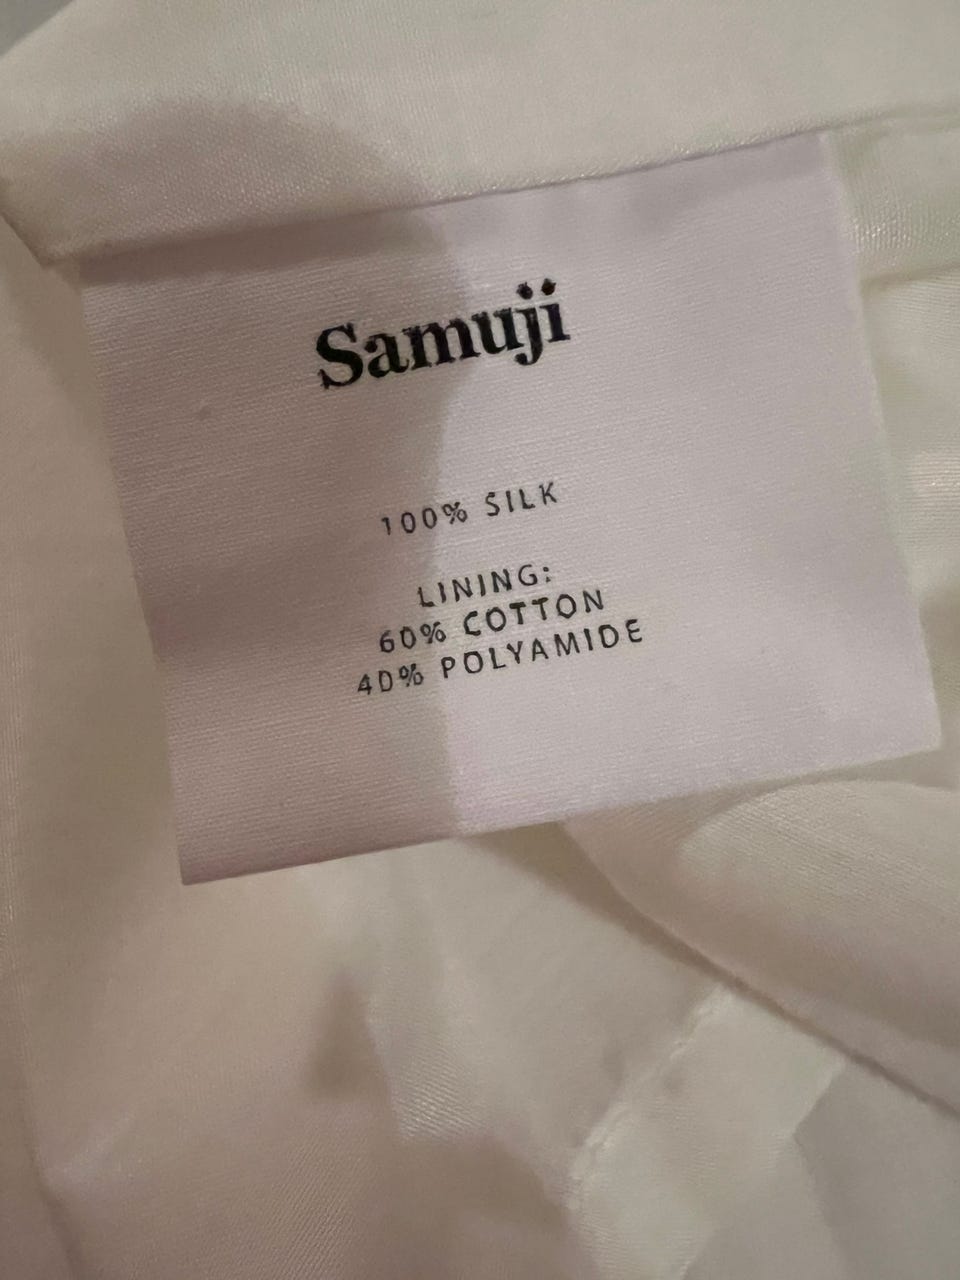 Samuji
100% SILK
LINING:
60% COTTON
40% POLYAMIDE